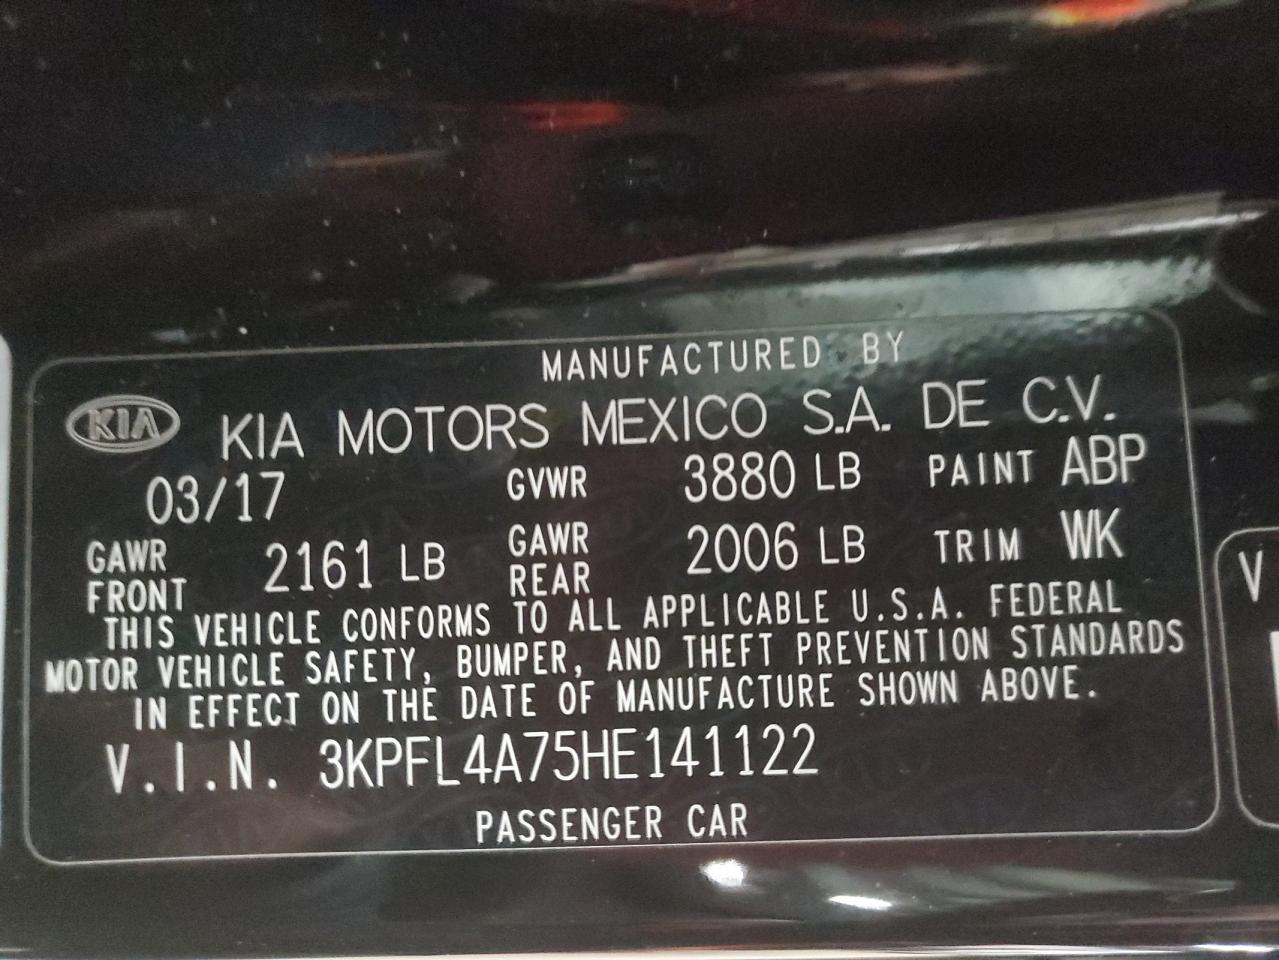 MANUFACTURED BY
KIA KIA MOTORS MEXICO S.A. DE C.V.
03/17 GVWR 3880 LB PAINT ABP
GAWR FRONT 2161 LB GAWR REAR 2006 LB TRIM WK
THIS VEHICLE CONFORMS TO ALL APPLICABLE U.S.A. FEDERAL
MOTOR VEHICLE SAFETY, BUMPER, AND THEFT PREVENTION STANDARDS
IN EFFECT ON THE DATE OF MANUFACTURE SHOWN ABOVE.
V.I.N. 3KPFL4A75HE141122
PASSENGER CAR
V